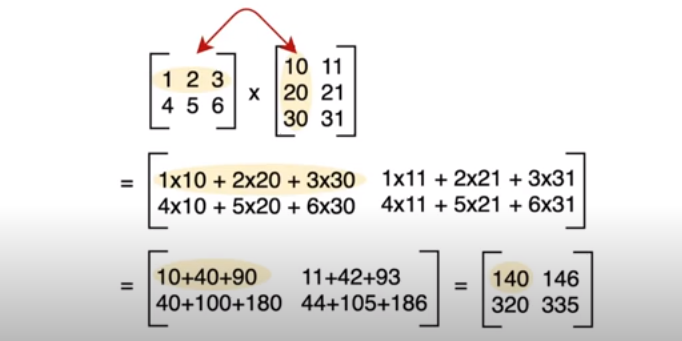 1 2 3
4 5 6
x
10 11
20 21
30 31
= 1x10 + 2x20 + 3x30 1x11 + 2x21 + 3x31
4x10 + 5x20 + 6x30 4x11 + 5x21 + 6x31
= 10+40+90 11+42+93 = 140 146
40+100+180 44+105+186 320 335